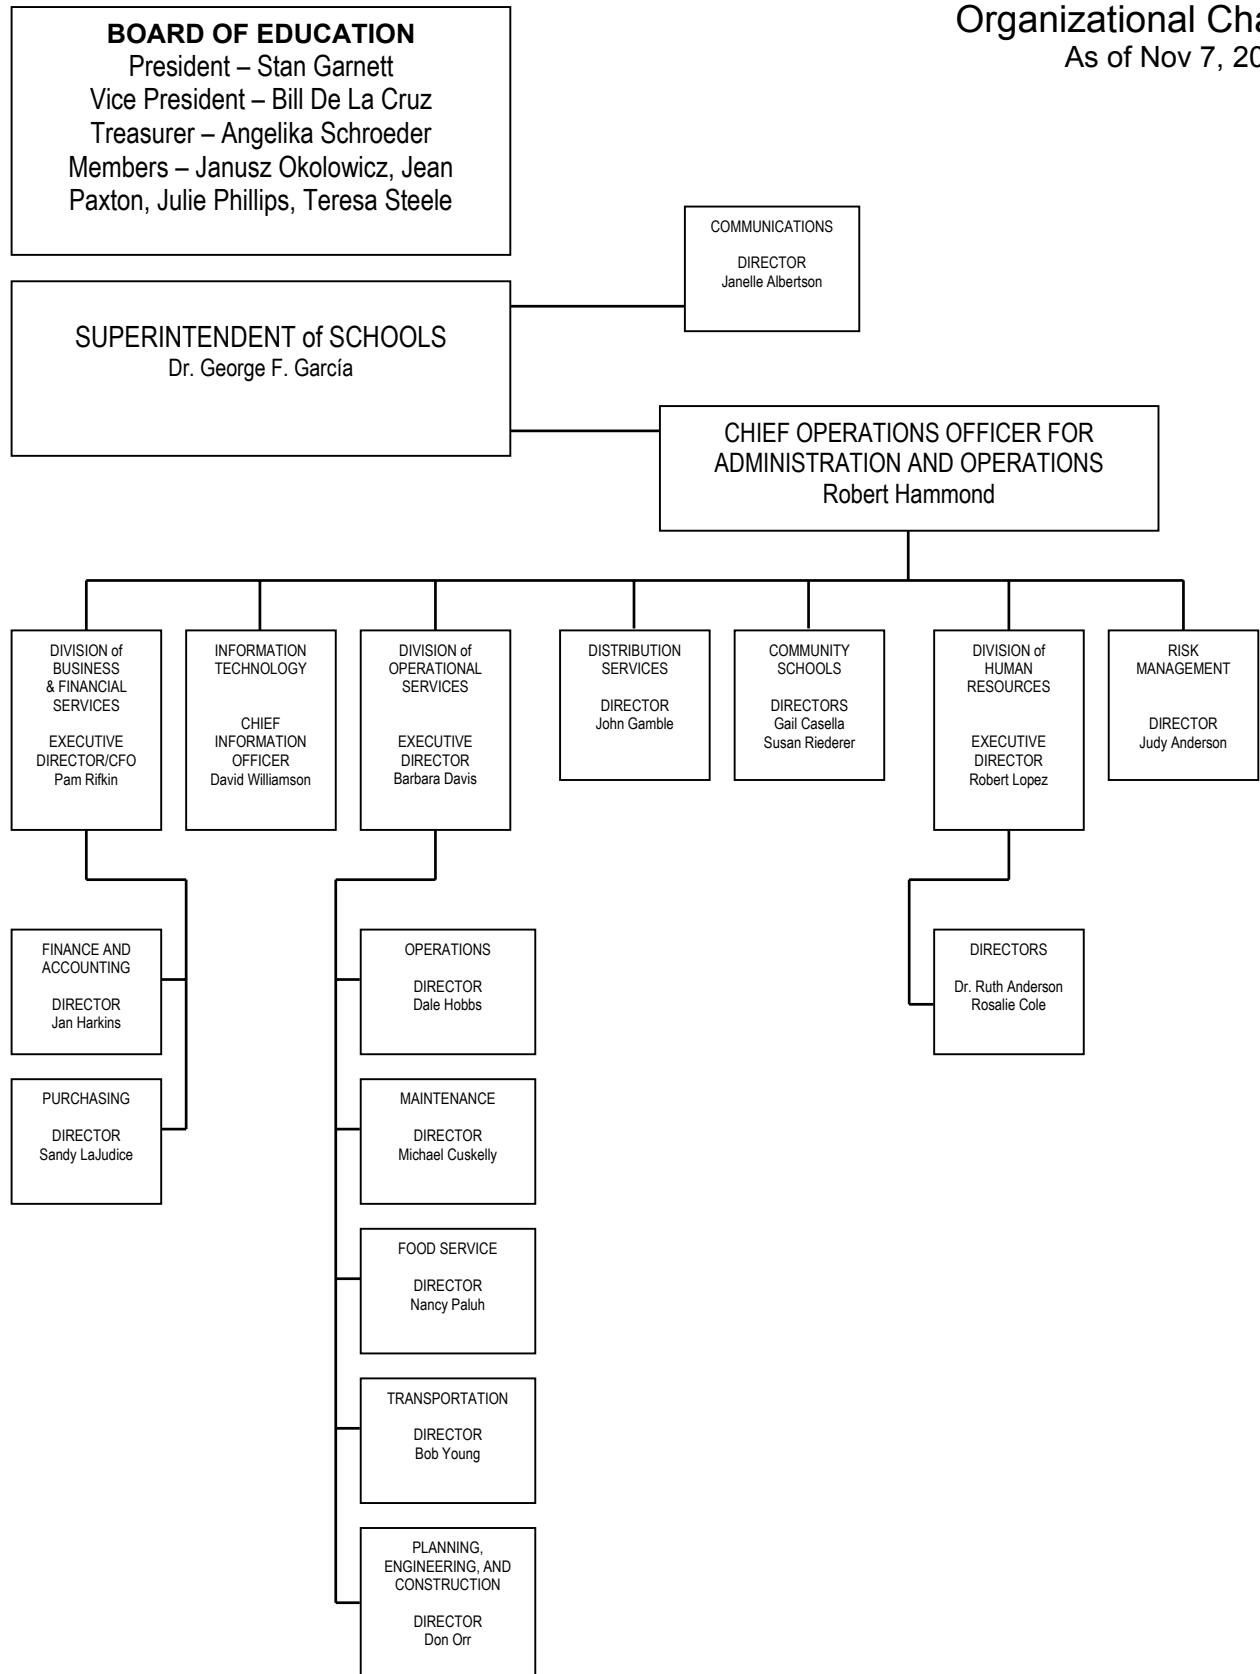 Organizational Cha
As of Nov 7, 20
BOARD OF EDUCATION
President – Stan Garnett
Vice President – Bill De La Cruz
Treasurer – Angelika Schroeder
Members – Janusz Okolowicz, Jean
Paxton, Julie Phillips, Teresa Steele
COMMUNICATIONS
DIRECTOR
Janelle Albertson
SUPERINTENDENT of SCHOOLS
Dr. George F. García
CHIEF OPERATIONS OFFICER FOR
ADMINISTRATION AND OPERATIONS
Robert Hammond
DIVISION of
BUSINESS
& FINANCIAL
SERVICES
EXECUTIVE
DIRECTOR/CFO
Pam Rifkin
INFORMATION
TECHNOLOGY
CHIEF
INFORMATION
OFFICER
David Williamson
DIVISION of
OPERATIONAL
SERVICES
EXECUTIVE
DIRECTOR
Barbara Davis
DISTRIBUTION
SERVICES
DIRECTOR
John Gamble
COMMUNITY
SCHOOLS
DIRECTORS
Gail Casella
Susan Riederer
DIVISION of
HUMAN
RESOURCES
EXECUTIVE
DIRECTOR
Robert Lopez
RISK
MANAGEMENT
DIRECTOR
Judy Anderson
FINANCE AND
ACCOUNTING
DIRECTOR
Jan Harkins
PURCHASING
DIRECTOR
Sandy LaJudice
OPERATIONS
DIRECTOR
Dale Hobbs
MAINTENANCE
DIRECTOR
Michael Cuskelly
FOOD SERVICE
DIRECTOR
Nancy Paluh
TRANSPORTATION
DIRECTOR
Bob Young
PLANNING,
ENGINEERING, AND
CONSTRUCTION
DIRECTOR
Don Orr
DIRECTORS
Dr. Ruth Anderson
Rosalie Cole